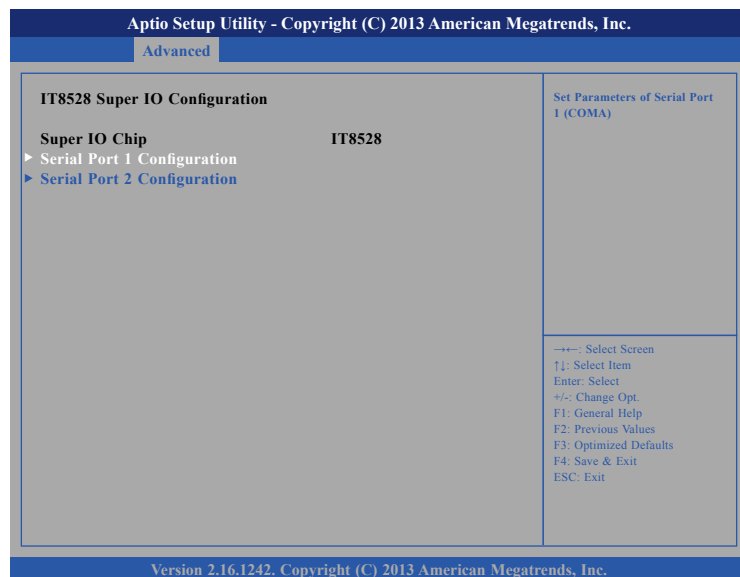 Aptio Setup Utility - Copyright (C) 2013 American Megatrends, Inc.
Advanced
IT8528 Super IO Configuration
Super IO Chip IT8528
▶ Serial Port 1 Configuration
▶ Serial Port 2 Configuration
Set Parameters of Serial Port
1 (COMA)
→←: Select Screen
↑↓: Select Item
Enter: Select
+/-: Change Opt.
F1: General Help
F2: Previous Values
F3: Optimized Defaults
F4: Save & Exit
ESC: Exit
Version 2.16.1242. Copyright (C) 2013 American Megatrends, Inc.